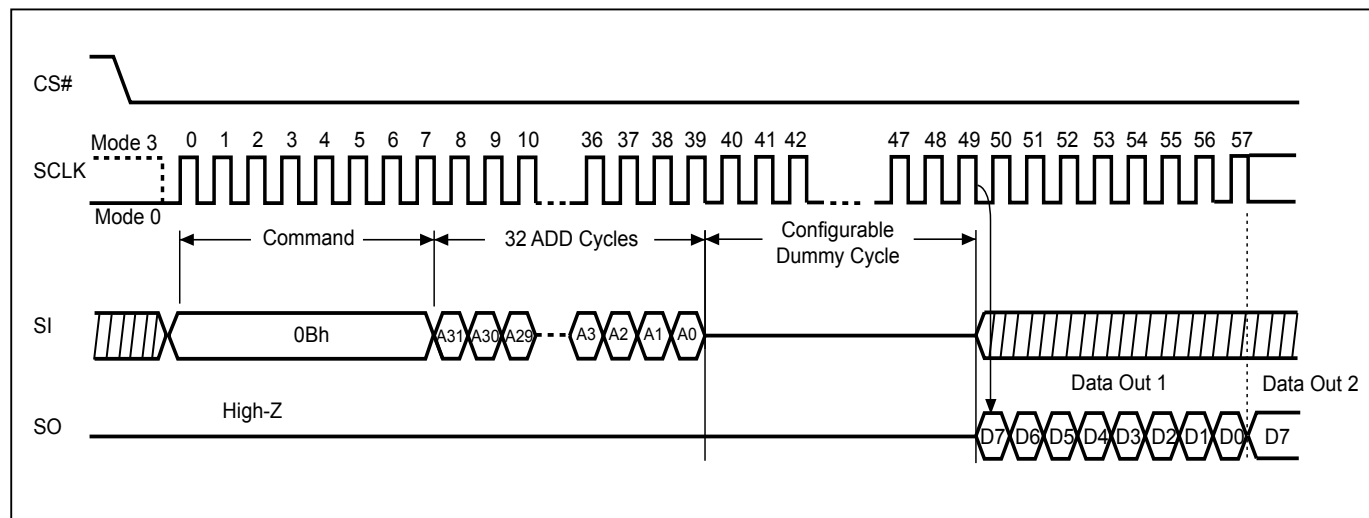 CS#
Mode 3 0 1 2 3 4 5 6 7 8 9 10 36 37 38 39 40 41 42 47 48 49 50 51 52 53 54 55 56 57
SCLK
Mode 0
Command 32 ADD Cycles Configurable
Dummy Cycle
SI 0Bh A31 A30 A29 A3 A2 A1 A0
Data Out 1 Data Out 2
High-Z
SO D7 D6 D5 D4 D3 D2 D1 D0 D7